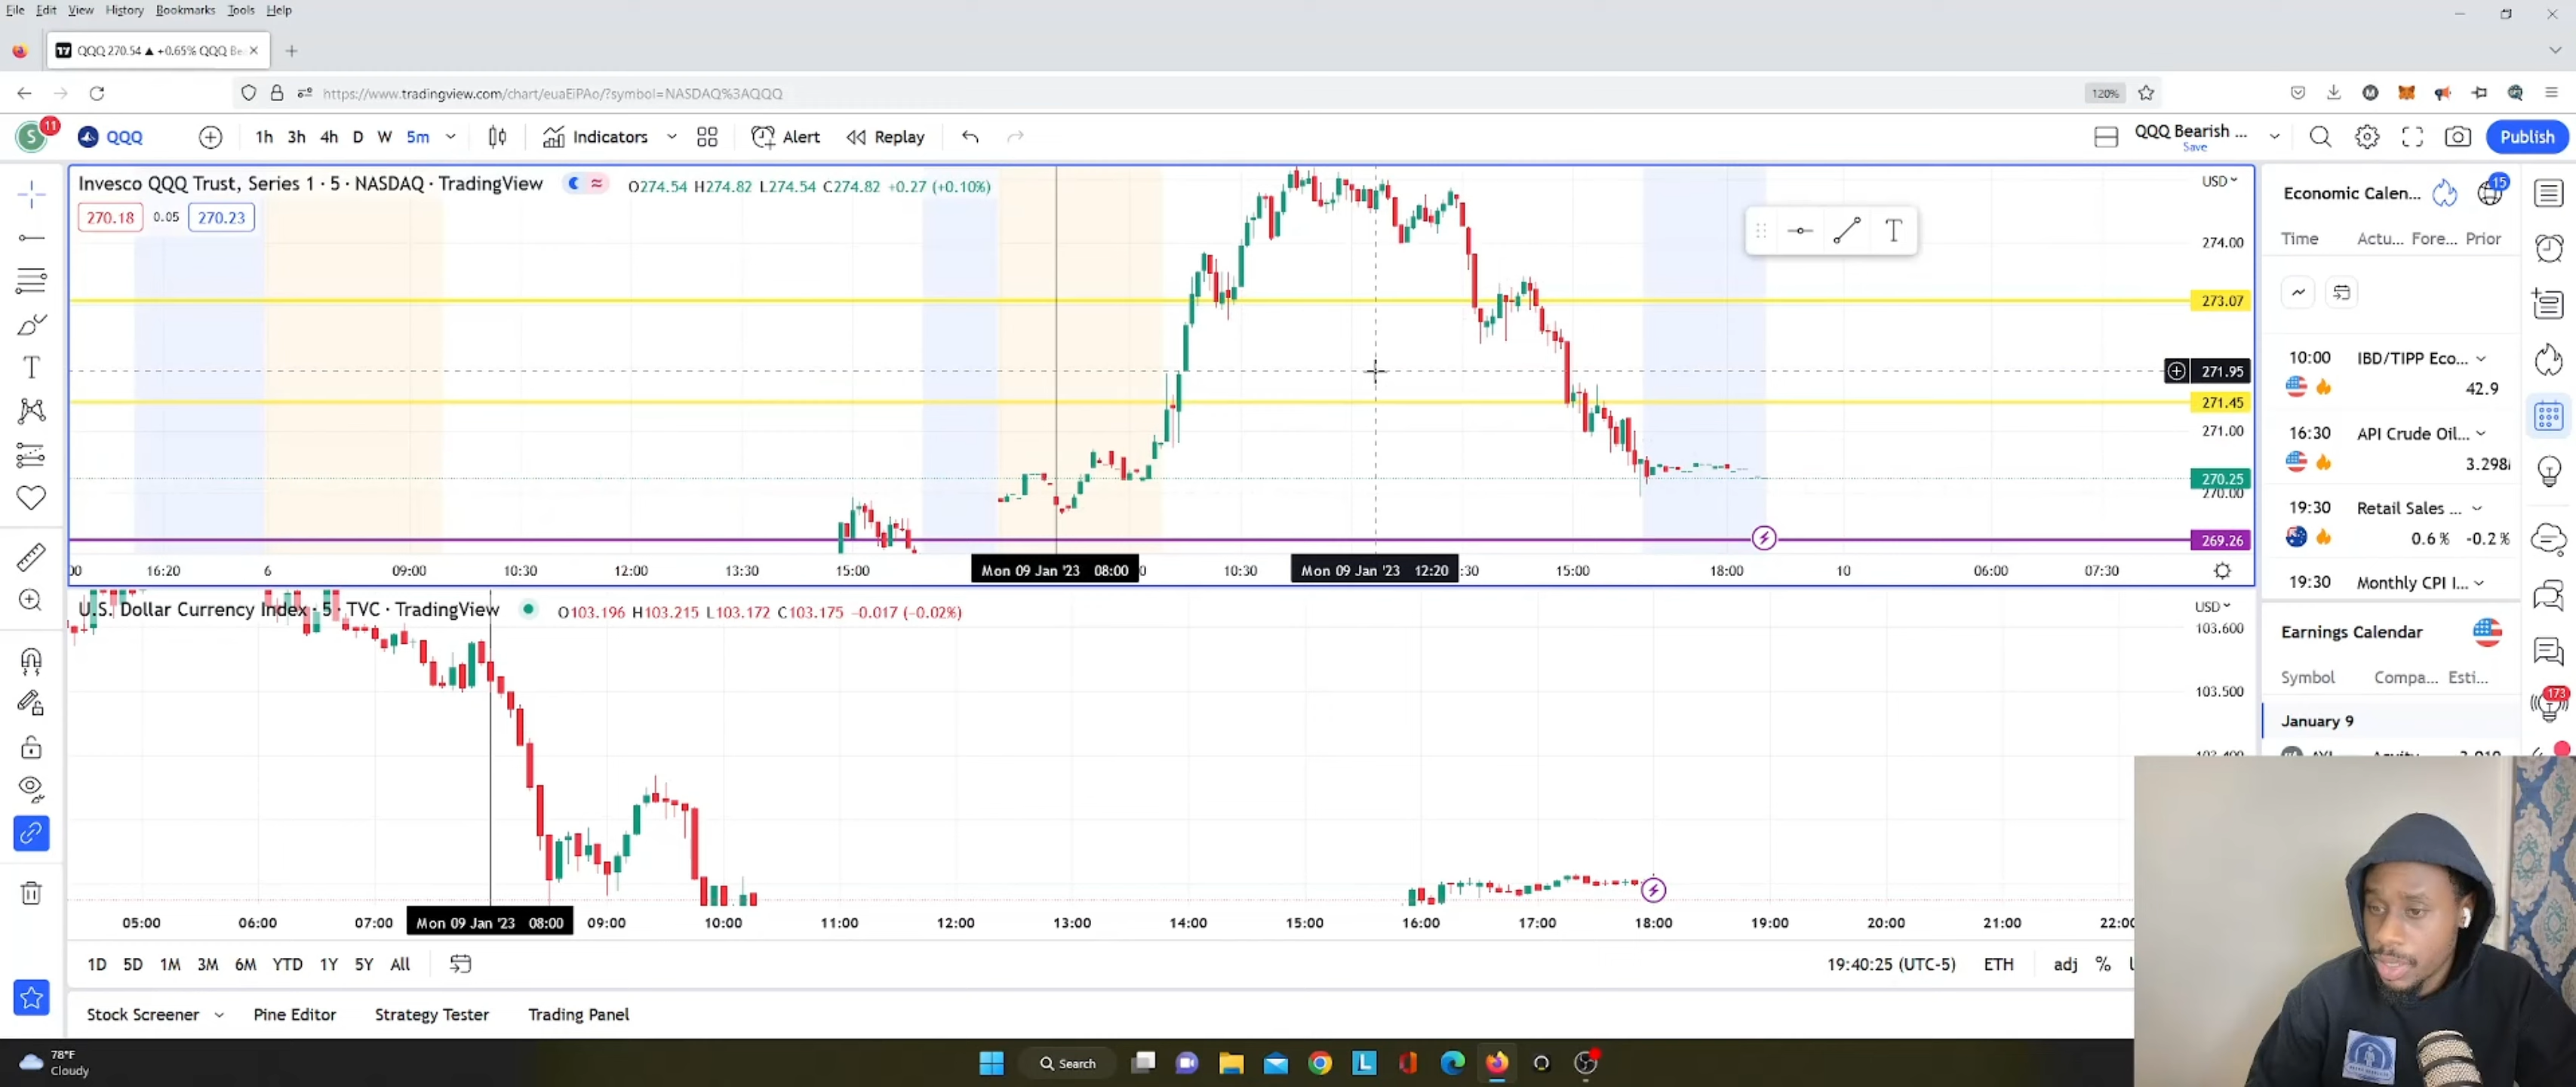 File Edit View History Bookmarks Tools Help
QQQ 270.54 ▲ +0.65% QQQ Be
https://www.tradingview.com/chart/euaEiPAo/?symbol=NASDAQ%3AQQQ
120%
S 11 QQQ 1h 3h 4h D W 5m Indicators Alert Replay QQQ Bearish ... Save Publish
Invesco QQQ Trust, Series 1 · 5 · NASDAQ · TradingView O274.54 H274.82 L274.54 C274.82 +0.27 (+0.10%)
270.18 0.05 270.23
USD
274.00
273.07
271.95
271.45
271.00
270.25
270.00
269.26
00 16:20 6 09:00 10:30 12:00 13:30 15:00 Mon 09 Jan '23 08:00 0 10:30 Mon 09 Jan '23 12:20 :30 15:00 18:00 10 06:00 07:30
U.S. Dollar Currency Index · 5 · TVC · TradingView O103.196 H103.215 L103.172 C103.175 −0.017 (−0.02%)
USD
103.600
103.500
05:00 06:00 07:00 Mon 09 Jan '23 08:00 09:00 10:00 11:00 12:00 13:00 14:00 15:00 16:00 17:00 18:00 19:00 20:00 21:00 22:00
1D 5D 1M 3M 6M YTD 1Y 5Y All 19:40:25 (UTC-5) ETH adj %
Stock Screener Pine Editor Strategy Tester Trading Panel
Economic Calen... 15
Time Actu... Fore... Prior
10:00 IBD/TIPP Eco...
42.9
16:30 API Crude Oil...
3.298
19:30 Retail Sales ...
0.6% -0.2%
19:30 Monthly CPI I...
Earnings Calendar
Symbol Compa... Esti...
January 9
173
78°F
Cloudy
Search